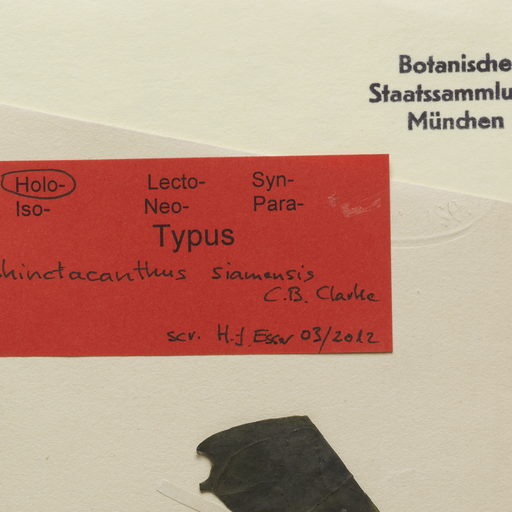 Botanische
Staatssammlu
München
Holo- Lecto- Syn-
Iso- Neo- Para-
Typus
hinctacanthus siamensis
C.B. Clarke
scr. H.-J. Esser 03/2012